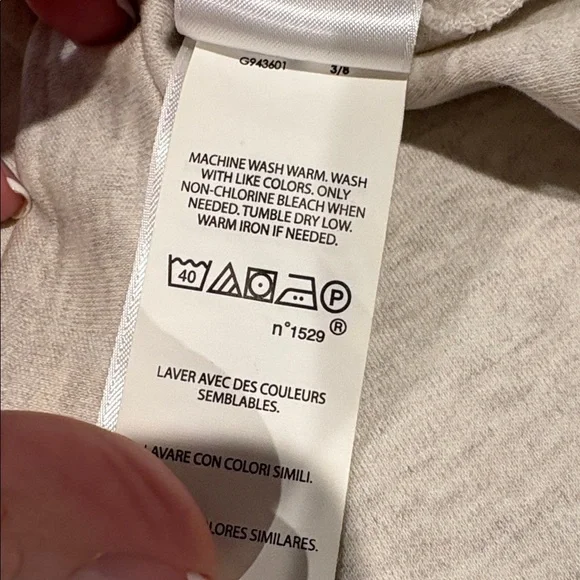 G943601 3/8
MACHINE WASH WARM. WASH
WITH LIKE COLORS. ONLY
NON-CHLORINE BLEACH WHEN
NEEDED. TUMBLE DRY LOW.
WARM IRON IF NEEDED.
40 P
n°1529 ®
LAVER AVEC DES COULEURS
SEMBLABLES.
LAVARE CON COLORI SIMILI.
OLORES SIMILARES.